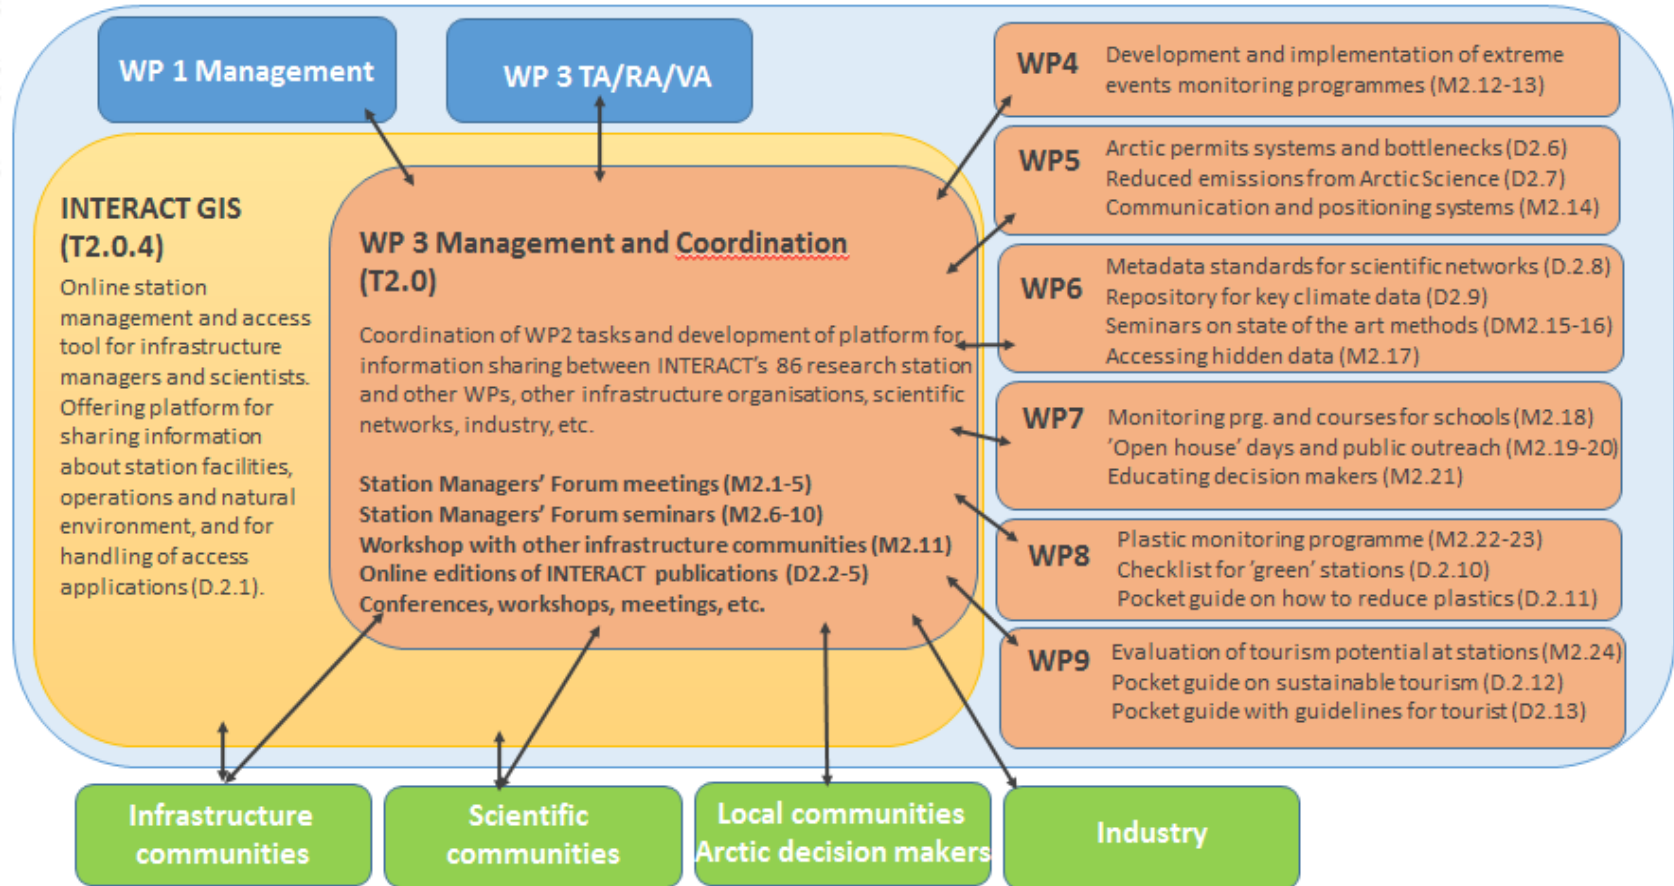 WP 1 Management
WP 3 TA/RA/VA
INTERACT GIS
(T2.0.4)
Online station
management and access
tool for infrastructure
managers and scientists.
Offering platform for
sharing information
about station facilities,
operations and natural
environment, and for
handling of access
applications (D.2.1).
WP 3 Management and Coordination
(T2.0)
Coordination of WP2 tasks and development of platform for
information sharing between INTERACT's 86 research station
and other WPs, other infrastructure organisations, scientific
networks, industry, etc.
Station Managers' Forum meetings (M2.1-5)
Station Managers' Forum seminars (M2.6-10)
Workshop with other infrastructure communities (M2.11)
Online editions of INTERACT publications (D2.2-5)
Conferences, workshops, meetings, etc.
WP4
Development and implementation of extreme
events monitoring programmes (M2.12-13)
WP5
Arctic permits systems and bottlenecks (D2.6)
Reduced emissions from Arctic Science (D2.7)
Communication and positioning systems (M2.14)
WP6
Metadata standards for scientific networks (D.2.8)
Repository for key climate data (D2.9)
Seminars on state of the art methods (DM2.15-16)
Accessing hidden data (M2.17)
WP7
Monitoring prg. and courses for schools (M2.18)
'Open house' days and public outreach (M2.19-20)
Educating decision makers (M2.21)
WP8
Plastic monitoring programme (M2.22-23)
Checklist for 'green' stations (D.2.10)
Pocket guide on how to reduce plastics (D.2.11)
WP9
Evaluation of tourism potential at stations (M2.24)
Pocket guide on sustainable tourism (D.2.12)
Pocket guide with guidelines for tourist (D2.13)
Infrastructure
communities
Scientific
communities
Local communities
Arctic decision makers
Industry